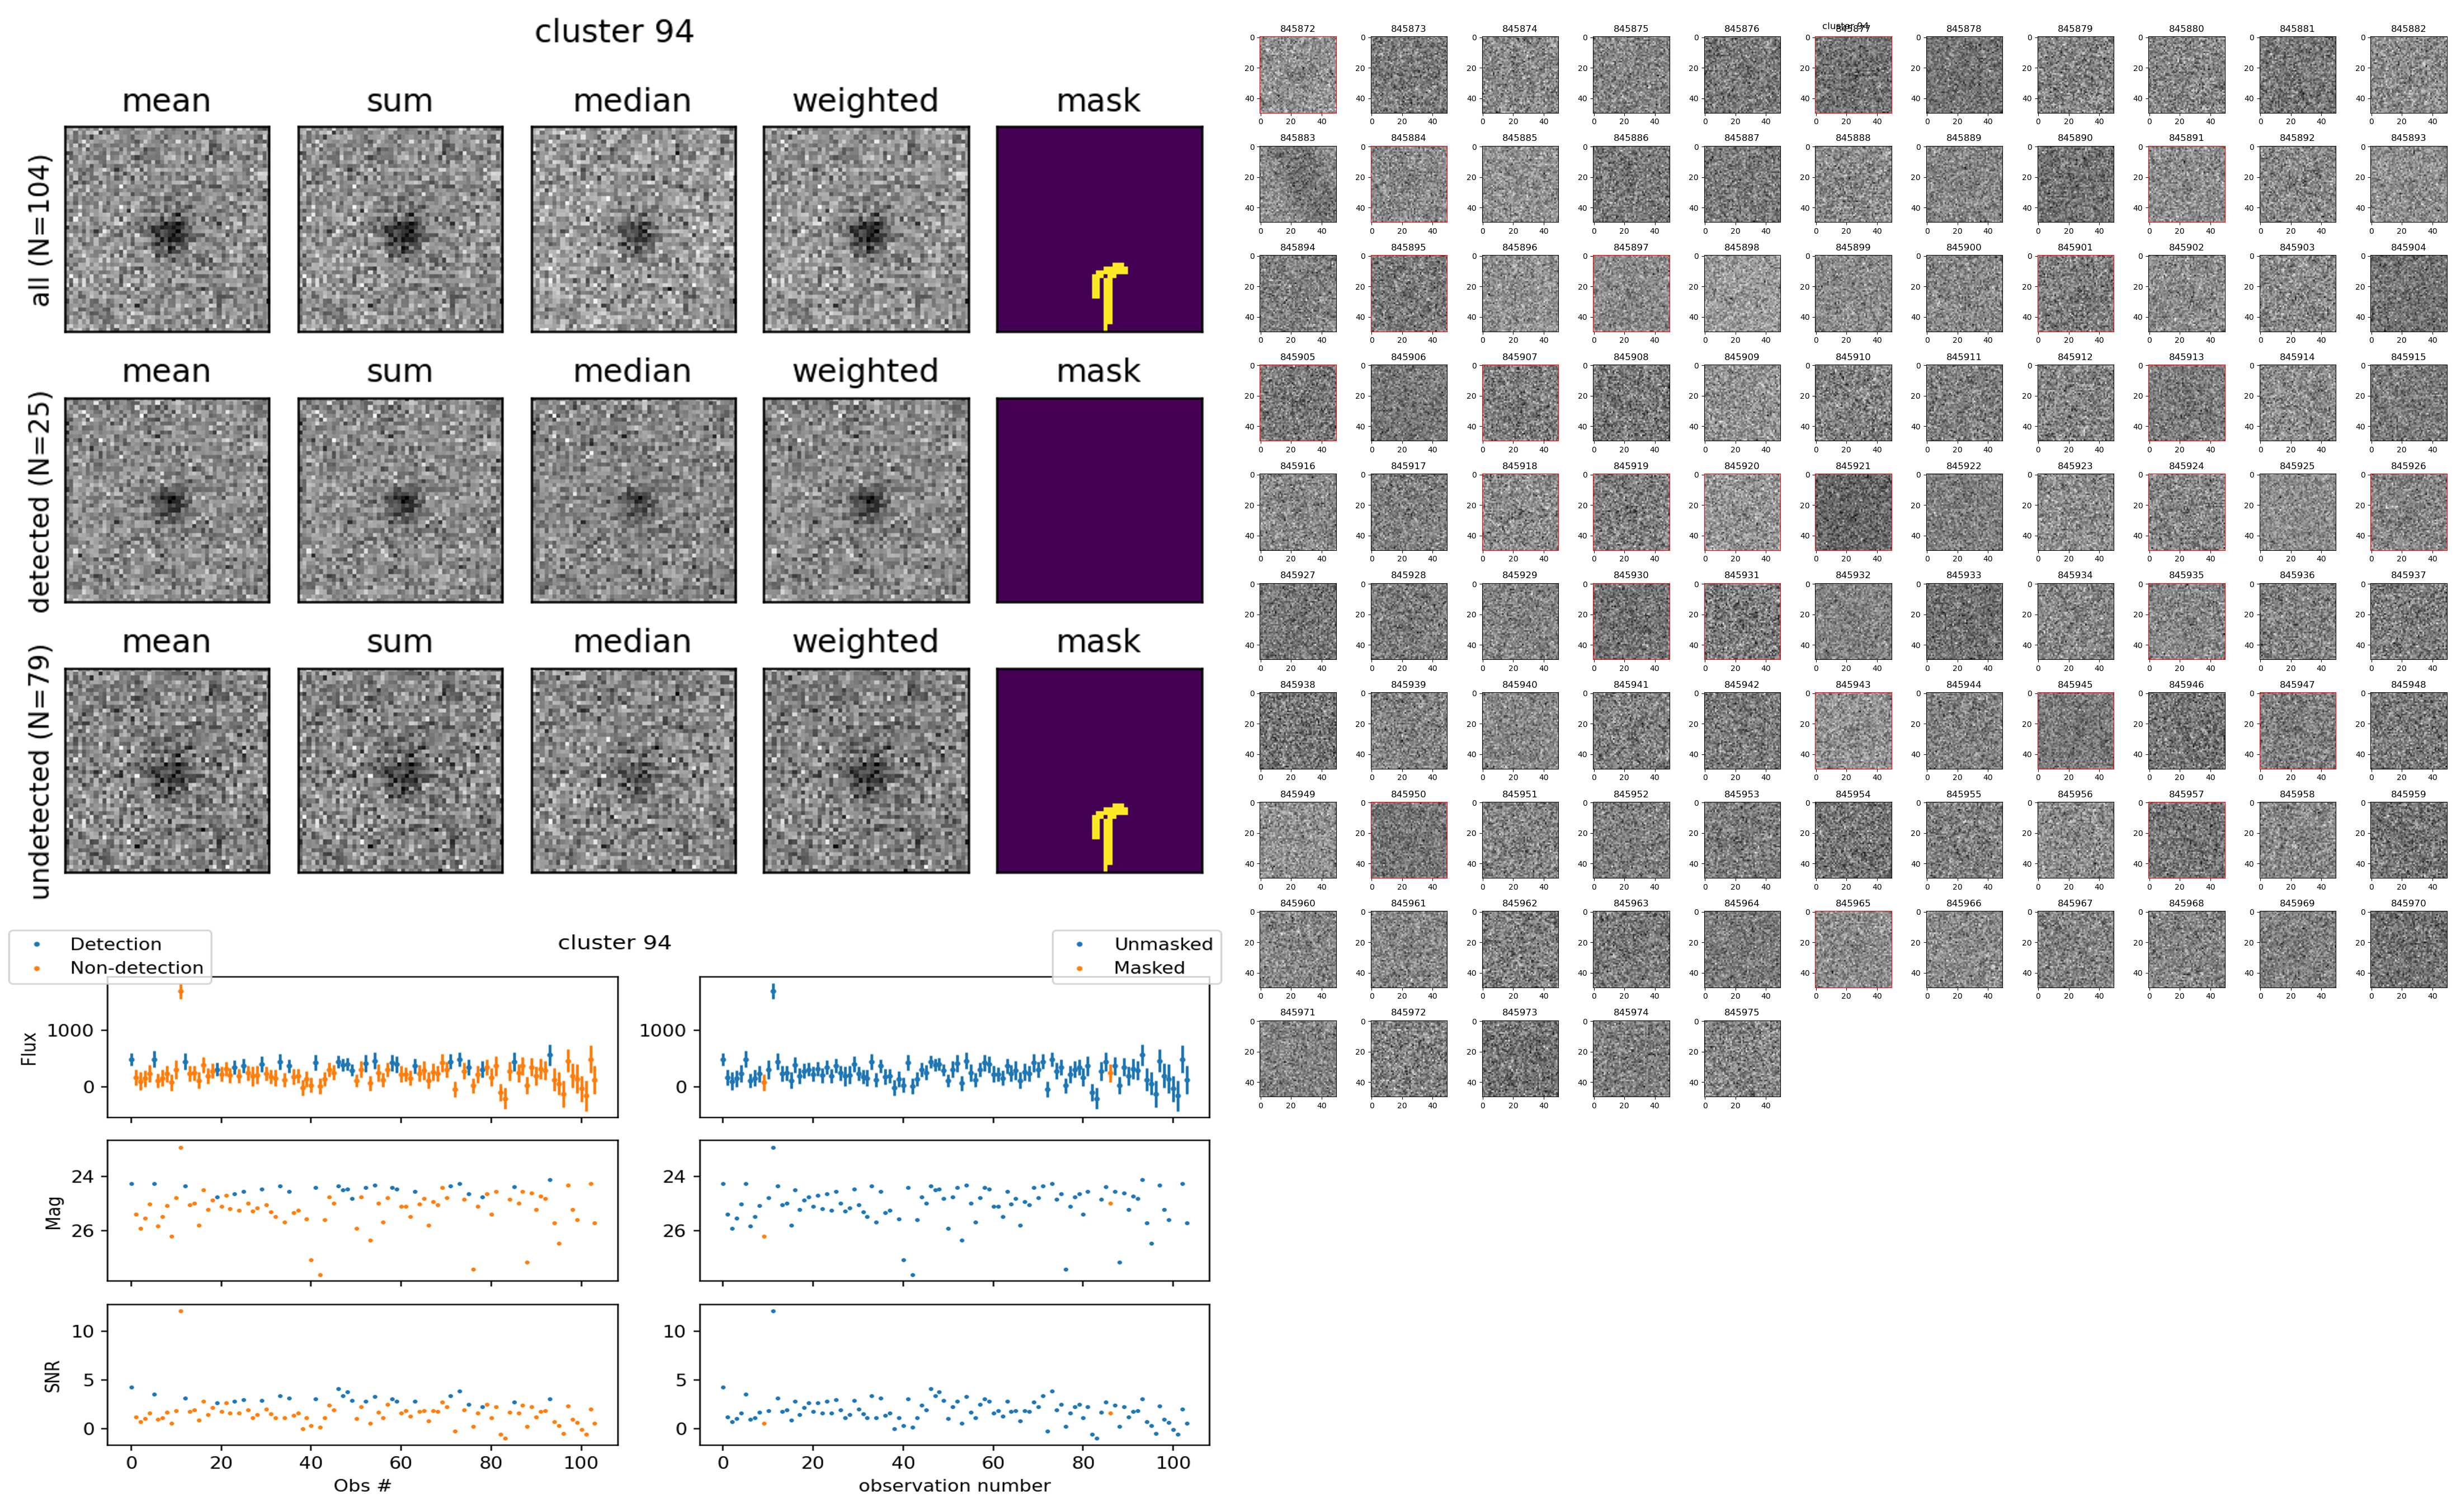 cluster 94
mean sum median weighted mask
all (N=104)
mean sum median weighted mask
detected (N=25)
mean sum median weighted mask
undetected (N=79)
Detection
Non-detection
cluster 94
Unmasked
Masked
Flux
1000
0
1000
0
Mag
24
26
24
26
SNR
10
5
0
10
5
0
0 20 40 60 80 100
Obs #
0 20 40 60 80 100
observation number
cluster 94
845872 845873 845874 845875 845876 845877 845878 845879 845880 845881 845882
845883 845884 845885 845886 845887 845888 845889 845890 845891 845892 845893
845894 845895 845896 845897 845898 845899 845900 845901 845902 845903 845904
845905 845906 845907 845908 845909 845910 845911 845912 845913 845914 845915
845916 845917 845918 845919 845920 845921 845922 845923 845924 845925 845926
845927 845928 845929 845930 845931 845932 845933 845934 845935 845936 845937
845938 845939 845940 845941 845942 845943 845944 845945 845946 845947 845948
845949 845950 845951 845952 845953 845954 845955 845956 845957 845958 845959
845960 845961 845962 845963 845964 845965 845966 845967 845968 845969 845970
845971 845972 845973 845974 845975